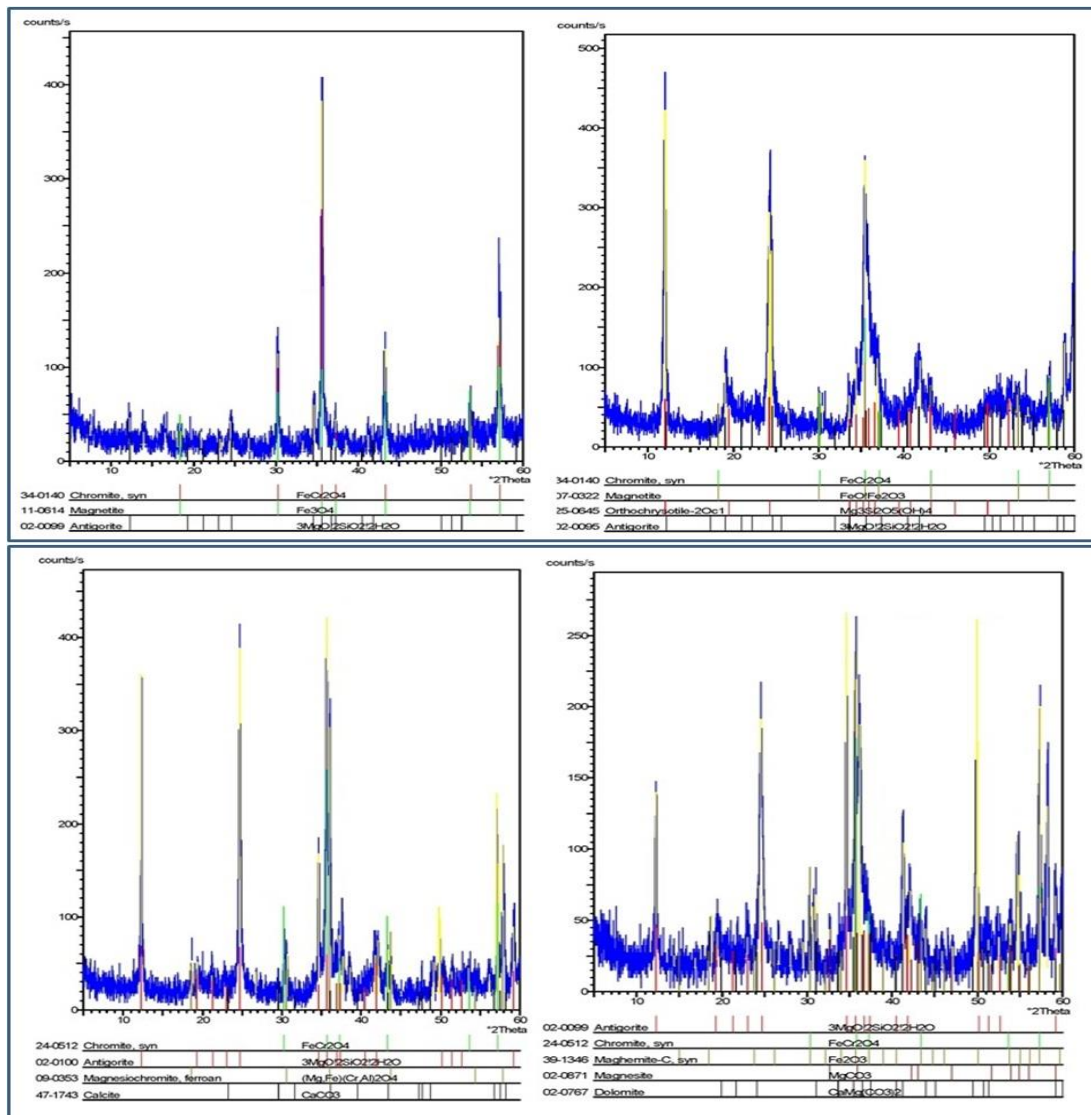 counts/s
400
300
200
100
0
10 20 30 40 50 60
°2Theta
34-0140 Chromite, syn FeCr2O4
11-0614 Magnetite Fe3O4
02-0099 Antigorite 3MgO!2SiO2!2H2O
counts/s
500
400
300
200
100
0
10 20 30 40 50 60
°2Theta
34-0140 Chromite, syn FeCr2O4
07-0322 Magnetite FeO!Fe2O3
25-0645 Orthochrysotile-2Oc1 Mg3Si2O5(OH)4
02-0095 Antigorite 3MgO!2SiO2!2H2O
counts/s
400
300
200
100
0
10 20 30 40 50 60
°2Theta
24-0512 Chromite, syn FeCr2O4
02-0100 Antigorite 3MgO!2SiO2!2H2O
09-0353 Magnesiochromite, ferroan (Mg,Fe)(Cr,Al)2O4
47-1743 Calcite CaCO3
counts/s
250
200
150
100
50
0
10 20 30 40 50 60
°2Theta
02-0099 Antigorite 3MgO!2SiO2!2H2O
24-0512 Chromite, syn FeCr2O4
39-1346 Maghemite-C, syn Fe2O3
02-0871 Magnesite MgCO3
02-0767 Dolomite CaMg(CO3)2